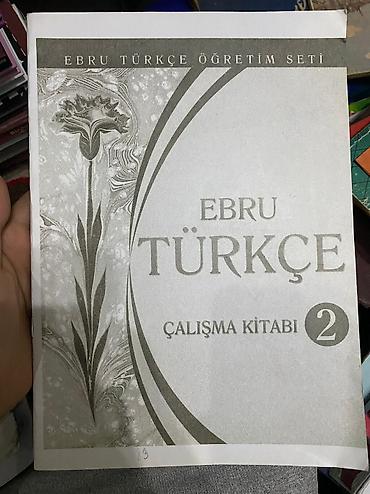 EBRU TÜRKÇE ÖĞRETİM SETİ
EBRU
TÜRKÇE
ÇALIŞMA KİTABI 2